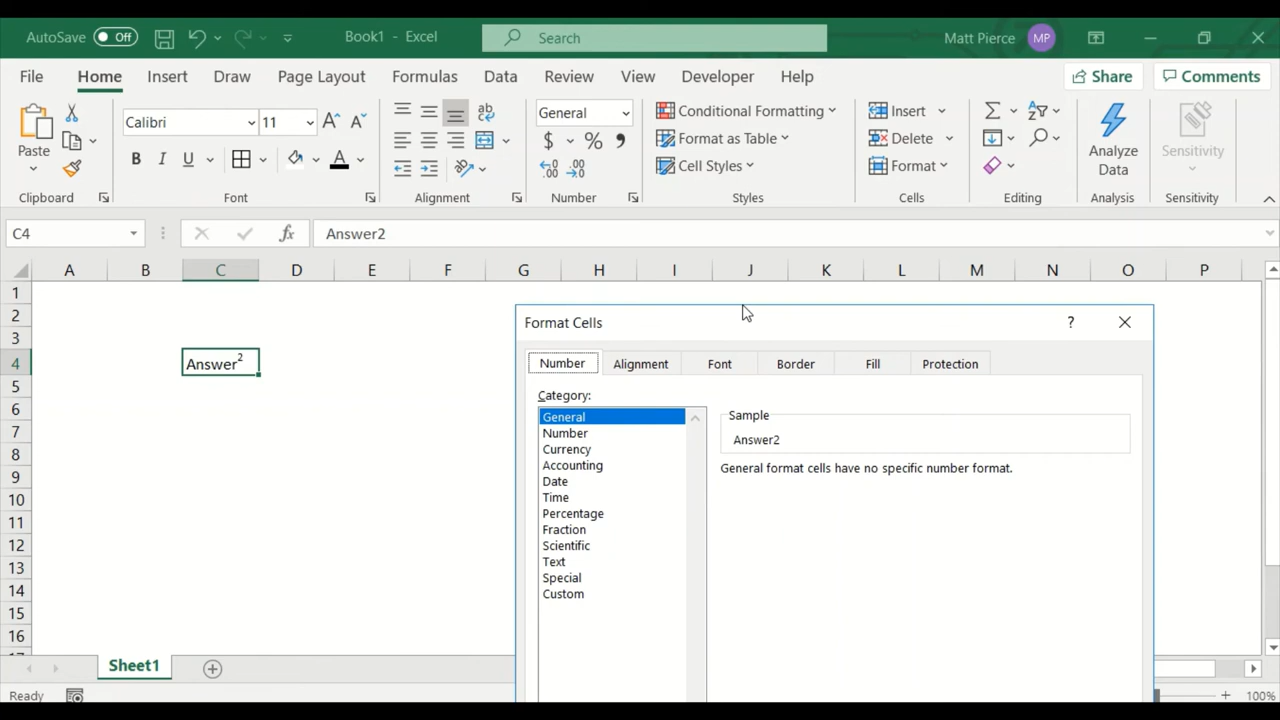 AutoSave Off Book1 - Excel Search Matt Pierce MP
File Home Insert Draw Page Layout Formulas Data Review View Developer Help Share Comments
Paste Calibri 11 A^ A˅ B I U A ab c General $ % , Conditional Formatting Format as Table Cell Styles Insert Delete Format Σ Analyze Data Sensitivity
Clipboard Font Alignment Number Styles Cells Editing Analysis Sensitivity
C4 fx Answer2
A B C D E F G H I J K L M N O P
1
2
3
4 Answer²
5
6
7
8
9
10
11
12
13
14
15
16
Format Cells ? ×
Number Alignment Font Border Fill Protection
Category:
General
Number
Currency
Accounting
Date
Time
Percentage
Fraction
Scientific
Text
Special
Custom
Sample
Answer2
General format cells have no specific number format.
Sheet1
Ready 100%